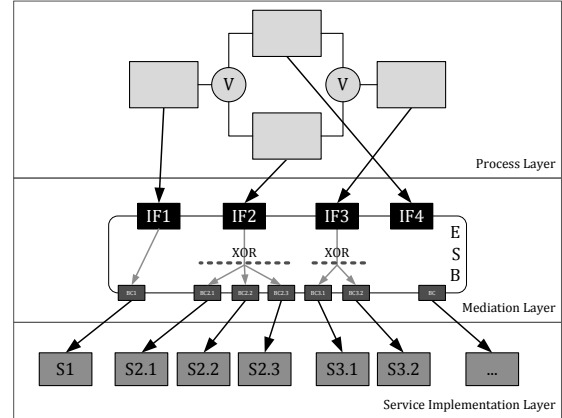 V V
Process Layer
IF1 IF2 IF3 IF4
E
S
B
XOR XOR
BC1 BC2.1 BC2.2 BC2.3 BC3.1 BC3.2 BC
Mediation Layer
S1 S2.1 S2.2 S2.3 S3.1 S3.2 ...
Service Implementation Layer